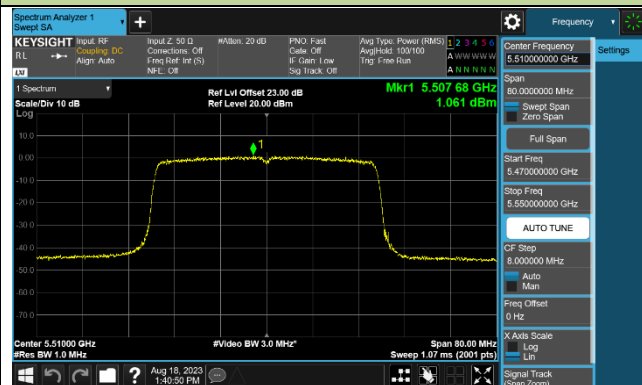 Spectrum Analyzer 1
Swept SA
Frequency
KEYSIGHT
RL
LXI
Input: RF
Coupling: DC
Align: Auto
Input Z: 50 Ω
Corrections: Off
Freq Ref: Int (S)
NFE: Off
#Atten: 20 dB
PNO: Fast
Gate: Off
IF Gain: Low
Sig Track: Off
Avg Type: Power (RMS)
Avg|Hold: 100/100
Trig: Free Run
1 2 3 4 5 6
A W W W W W
A N N N N N
1 Spectrum
Scale/Div 10 dB
Log
Ref Lvl Offset 23.00 dB
Ref Level 20.00 dBm
Mkr1 5.507 68 GHz
1.061 dBm
1
10.0
0.00
-10.0
-20.0
-30.0
-40.0
-50.0
-60.0
-70.0
Center 5.51000 GHz
#Res BW 1.0 MHz
#Video BW 3.0 MHz*
Span 80.00 MHz
Sweep 1.07 ms (2001 pts)
Aug 18, 2023
1:40:50 PM
Center Frequency
5.510000000 GHz
Settings
Span
80.0000000 MHz
Swept Span
Zero Span
Full Span
Start Freq
5.470000000 GHz
Stop Freq
5.550000000 GHz
AUTO TUNE
CF Step
8.000000 MHz
Auto
Man
Freq Offset
0 Hz
X Axis Scale
Log
Lin
Signal Track
(Span Zoom)